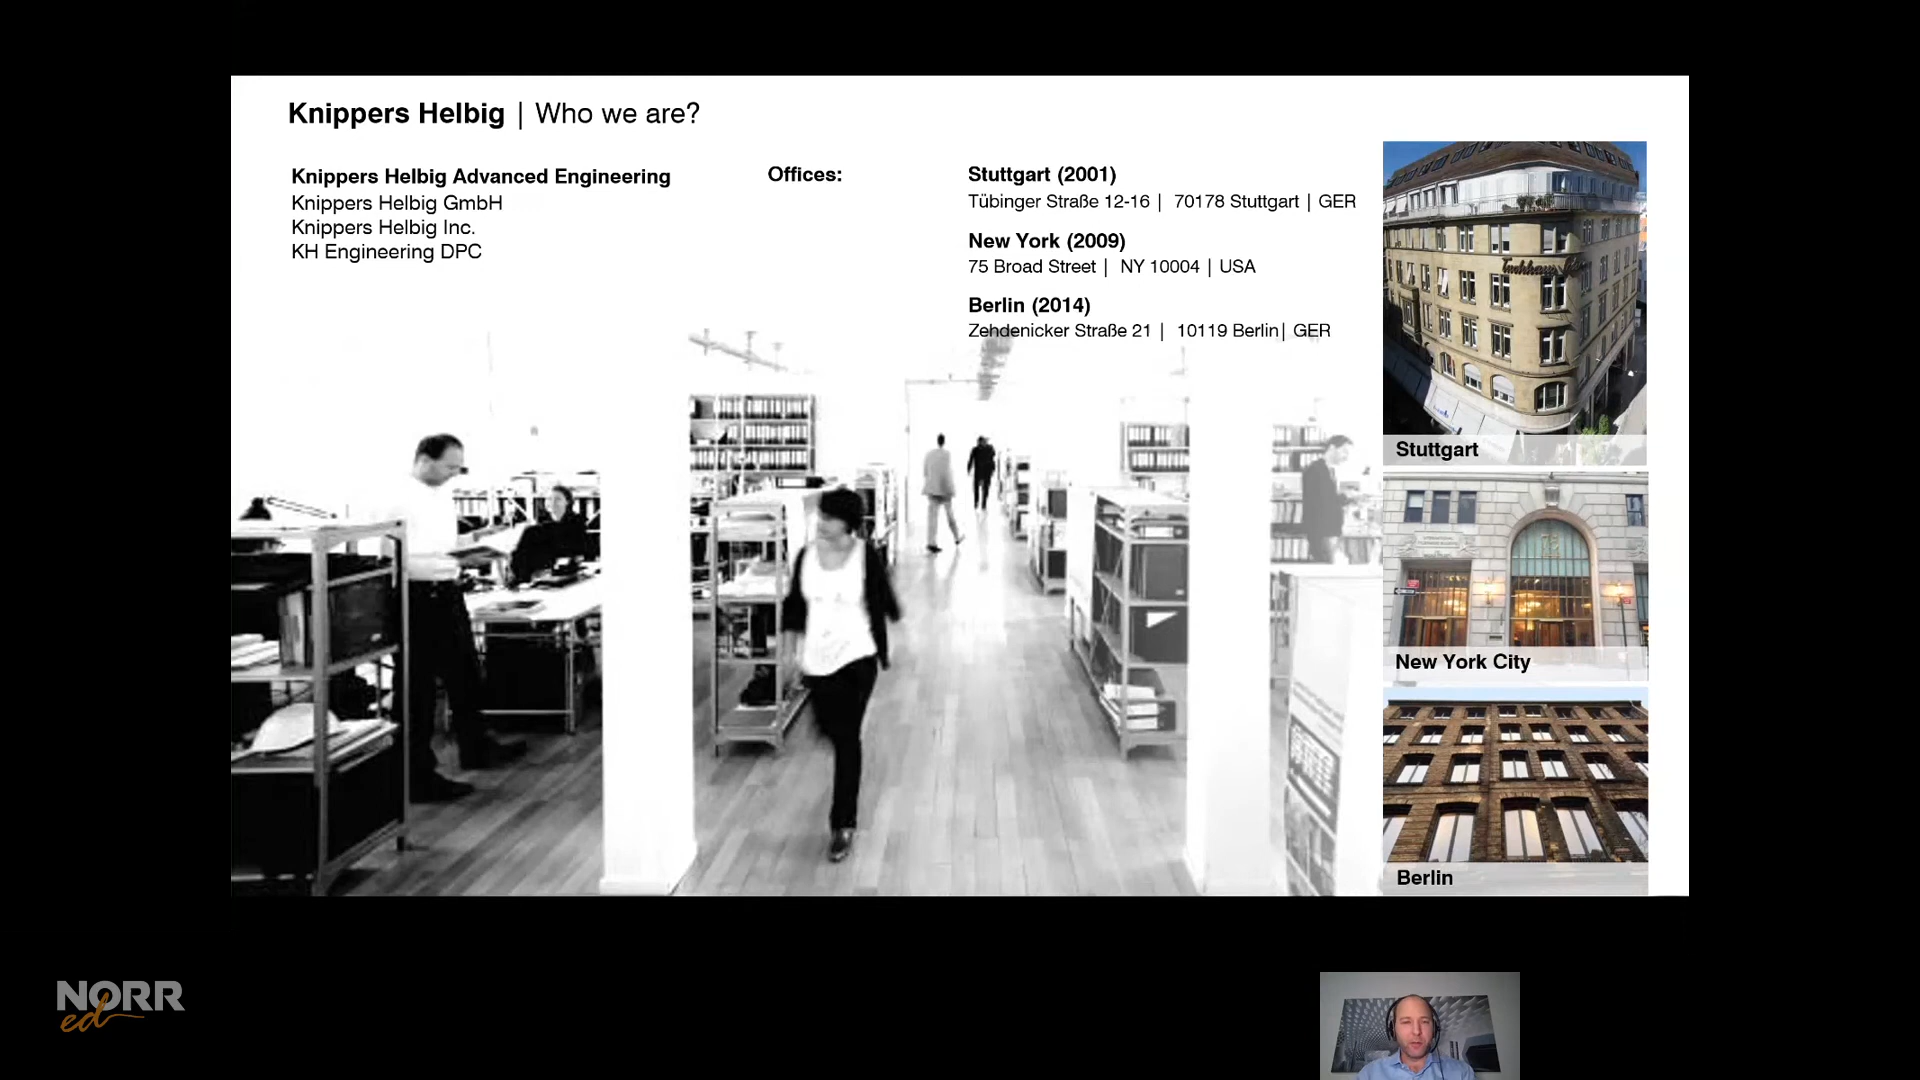 Knippers Helbig | Who we are?
Knippers Helbig Advanced Engineering
Knippers Helbig GmbH
Knippers Helbig Inc.
KH Engineering DPC
Offices:
Stuttgart (2001)
Tübinger Straße 12-16 | 70178 Stuttgart | GER
New York (2009)
75 Broad Street | NY 10004 | USA
Berlin (2014)
Zehdenicker Straße 21 | 10119 Berlin| GER
Stuttgart
New York City
Berlin
NORR
ed